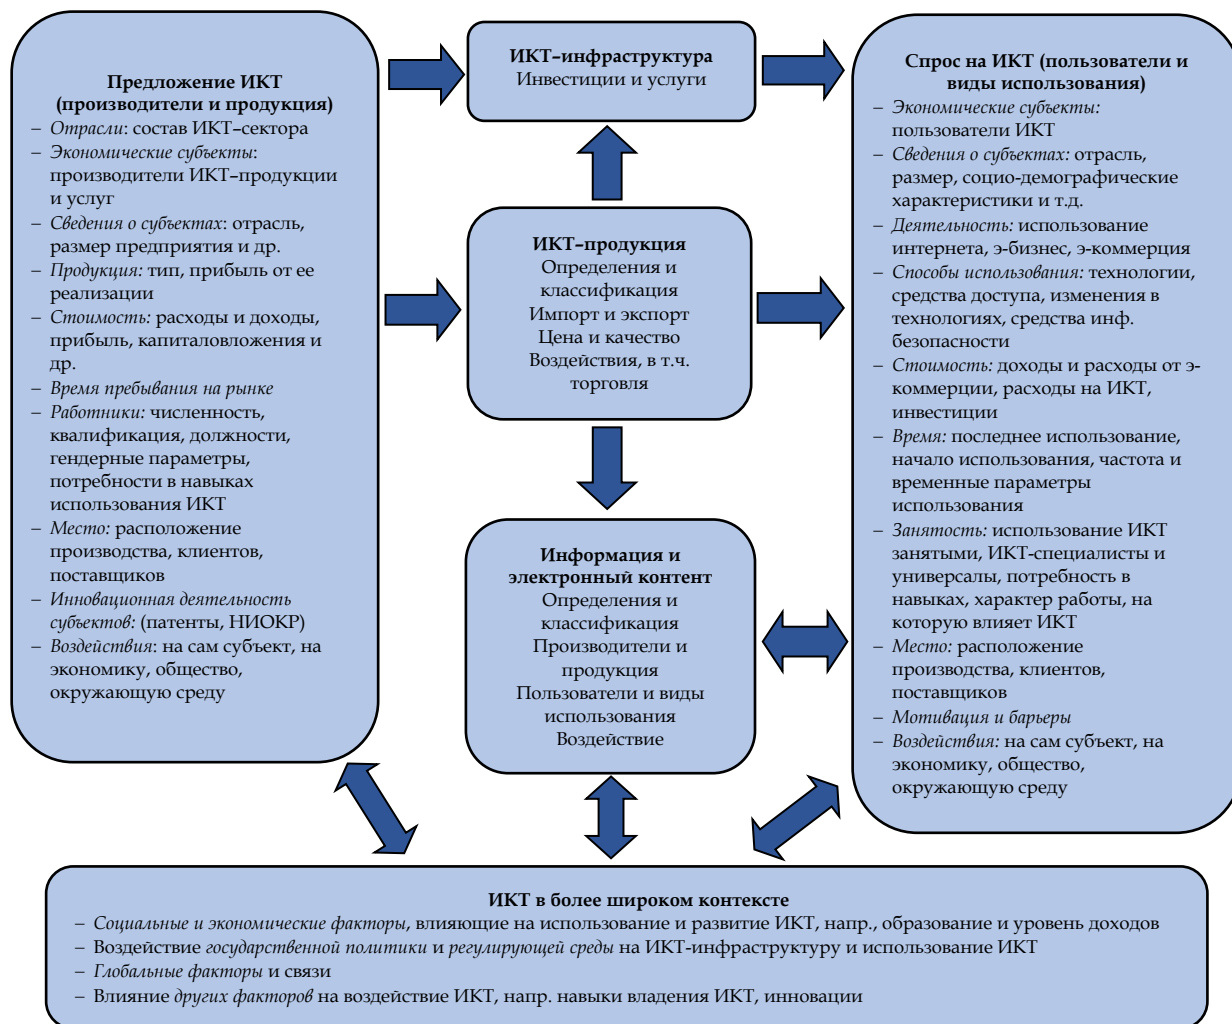 Предложение ИКТ
(производители и продукция)
– Отрасли: состав ИКТ–сектора
– Экономические субъекты:
производители ИКТ–продукции
и услуг
– Сведения о субъектах: отрасль,
размер предприятия и др.
– Продукция: тип, прибыль от ее
реализации
– Стоимость: расходы и доходы,
прибыль, капиталовложения и
др.
– Время пребывания на рынке
– Работники: численность,
квалификация, должности,
гендерные параметры,
потребности в навыках
использования ИКТ
– Место: расположение
производства, клиентов,
поставщиков
– Инновационная деятельность
субъектов: (патенты, НИОКР)
– Воздействия: на сам субъект, на
экономику, общество,
окружающую среду
ИКТ–инфраструктура
Инвестиции и услуги
ИКТ–продукция
Определения и
классификация
Импорт и экспорт
Цена и качество
Воздействия, в т.ч.
торговля
Информация и
электронный контент
Определения и
классификация
Производители и
продукция
Пользователи и виды
использования
Воздействие
Спрос на ИКТ (пользователи и
виды использования)
– Экономические субъекты:
пользователи ИКТ
– Сведения о субъектах: отрасль,
размер, социо-демографические
характеристики и т.д.
– Деятельность: использование
интернета, э-бизнес, э-коммерция
– Способы использования: технологии,
средства доступа, изменения в
технологиях, средства инф.
безопасности
– Стоимость: доходы и расходы от э-
коммерции, расходы на ИКТ,
инвестиции
– Время: последнее использование,
начало использования, частота и
временные параметры
использования
– Занятость: использование ИКТ
занятыми, ИКТ-специалисты и
универсалы, потребность в
навыках, характер работы, на
которую влияет ИКТ
– Место: расположение
производства, клиентов,
поставщиков
– Мотивация и барьеры
– Воздействия: на сам субъект, на
экономику, общество,
окружающую среду
ИКТ в более широком контексте
– Социальные и экономические факторы, влияющие на использование и развитие ИКТ, напр., образование и уровень доходов
– Воздействие государственной политики и регулирующей среды на ИКТ-инфраструктуру и использование ИКТ
– Глобальные факторы и связи
– Влияние других факторов на воздействие ИКТ, напр. навыки владения ИКТ, инновации